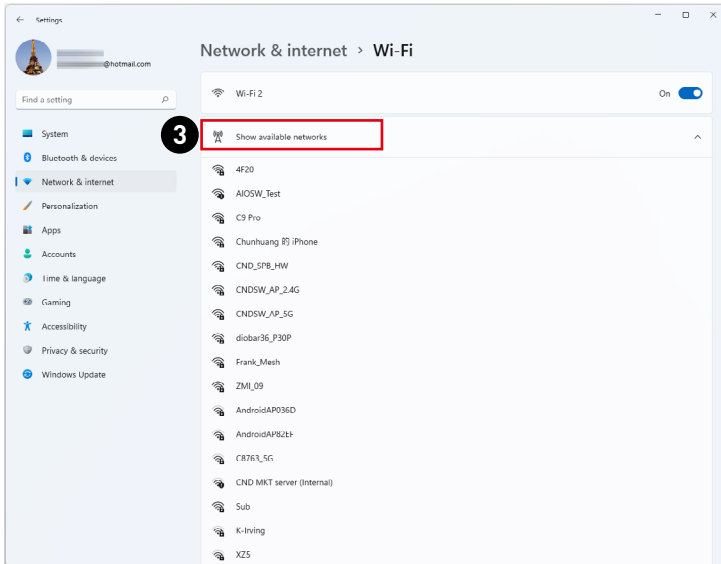 Settings
@hotmail.com
Find a setting
System
Bluetooth & devices
Network & internet
Personalization
Apps
Accounts
Time & language
Gaming
Accessibility
Privacy & security
Windows Update
Network & internet > Wi-Fi
Wi-Fi 2
On
3
Show available networks
4F20
AIOSW_Test
C9 Pro
Chunhuang 的 iPhone
CND_SPB_HW
CNDSW_AP_2.4G
CNDSW_AP_5G
diobar36_P30P
Frank_Mesh
ZMI_09
AndroidAP036D
AndroidAP82EF
C8763_5G
CND MKT server (Internal)
Sub
K-Irving
XZ5